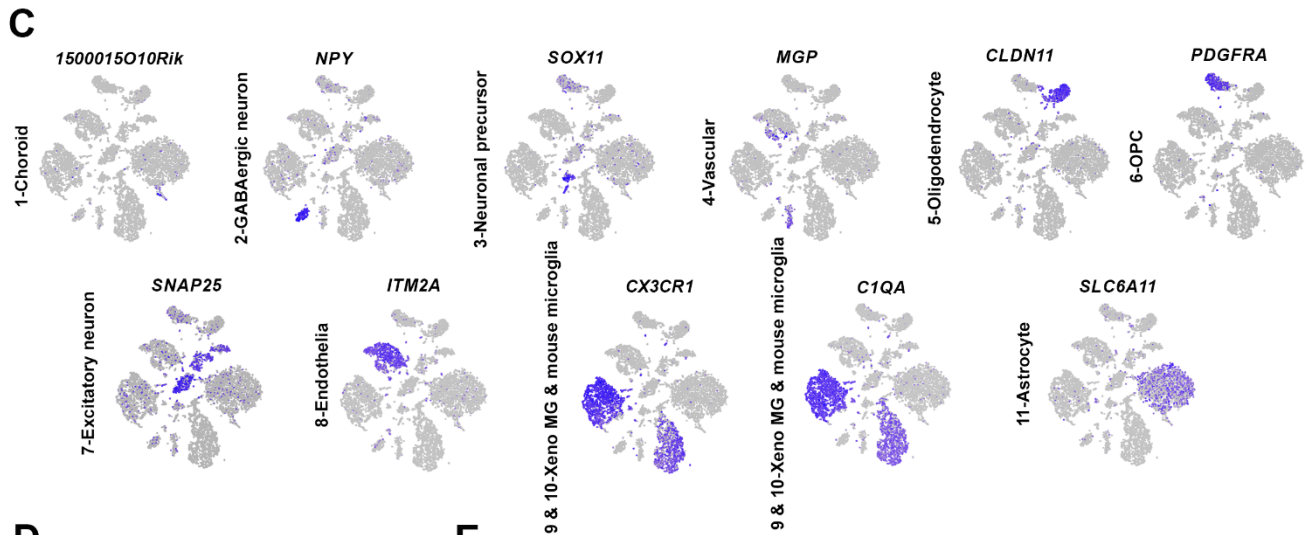 C
1500015O10Rik
1-Choroid
NPY
2-GABAergic neuron
SOX11
3-Neuronal precursor
MGP
4-Vascular
CLDN11
5-Oligodendrocyte
PDGFRA
6-OPC
SNAP25
7-Excitatory neuron
ITM2A
8-Endothelia
CX3CR1
9 & 10-Xeno MG & mouse microglia
C1QA
9 & 10-Xeno MG & mouse microglia
SLC6A11
11-Astrocyte